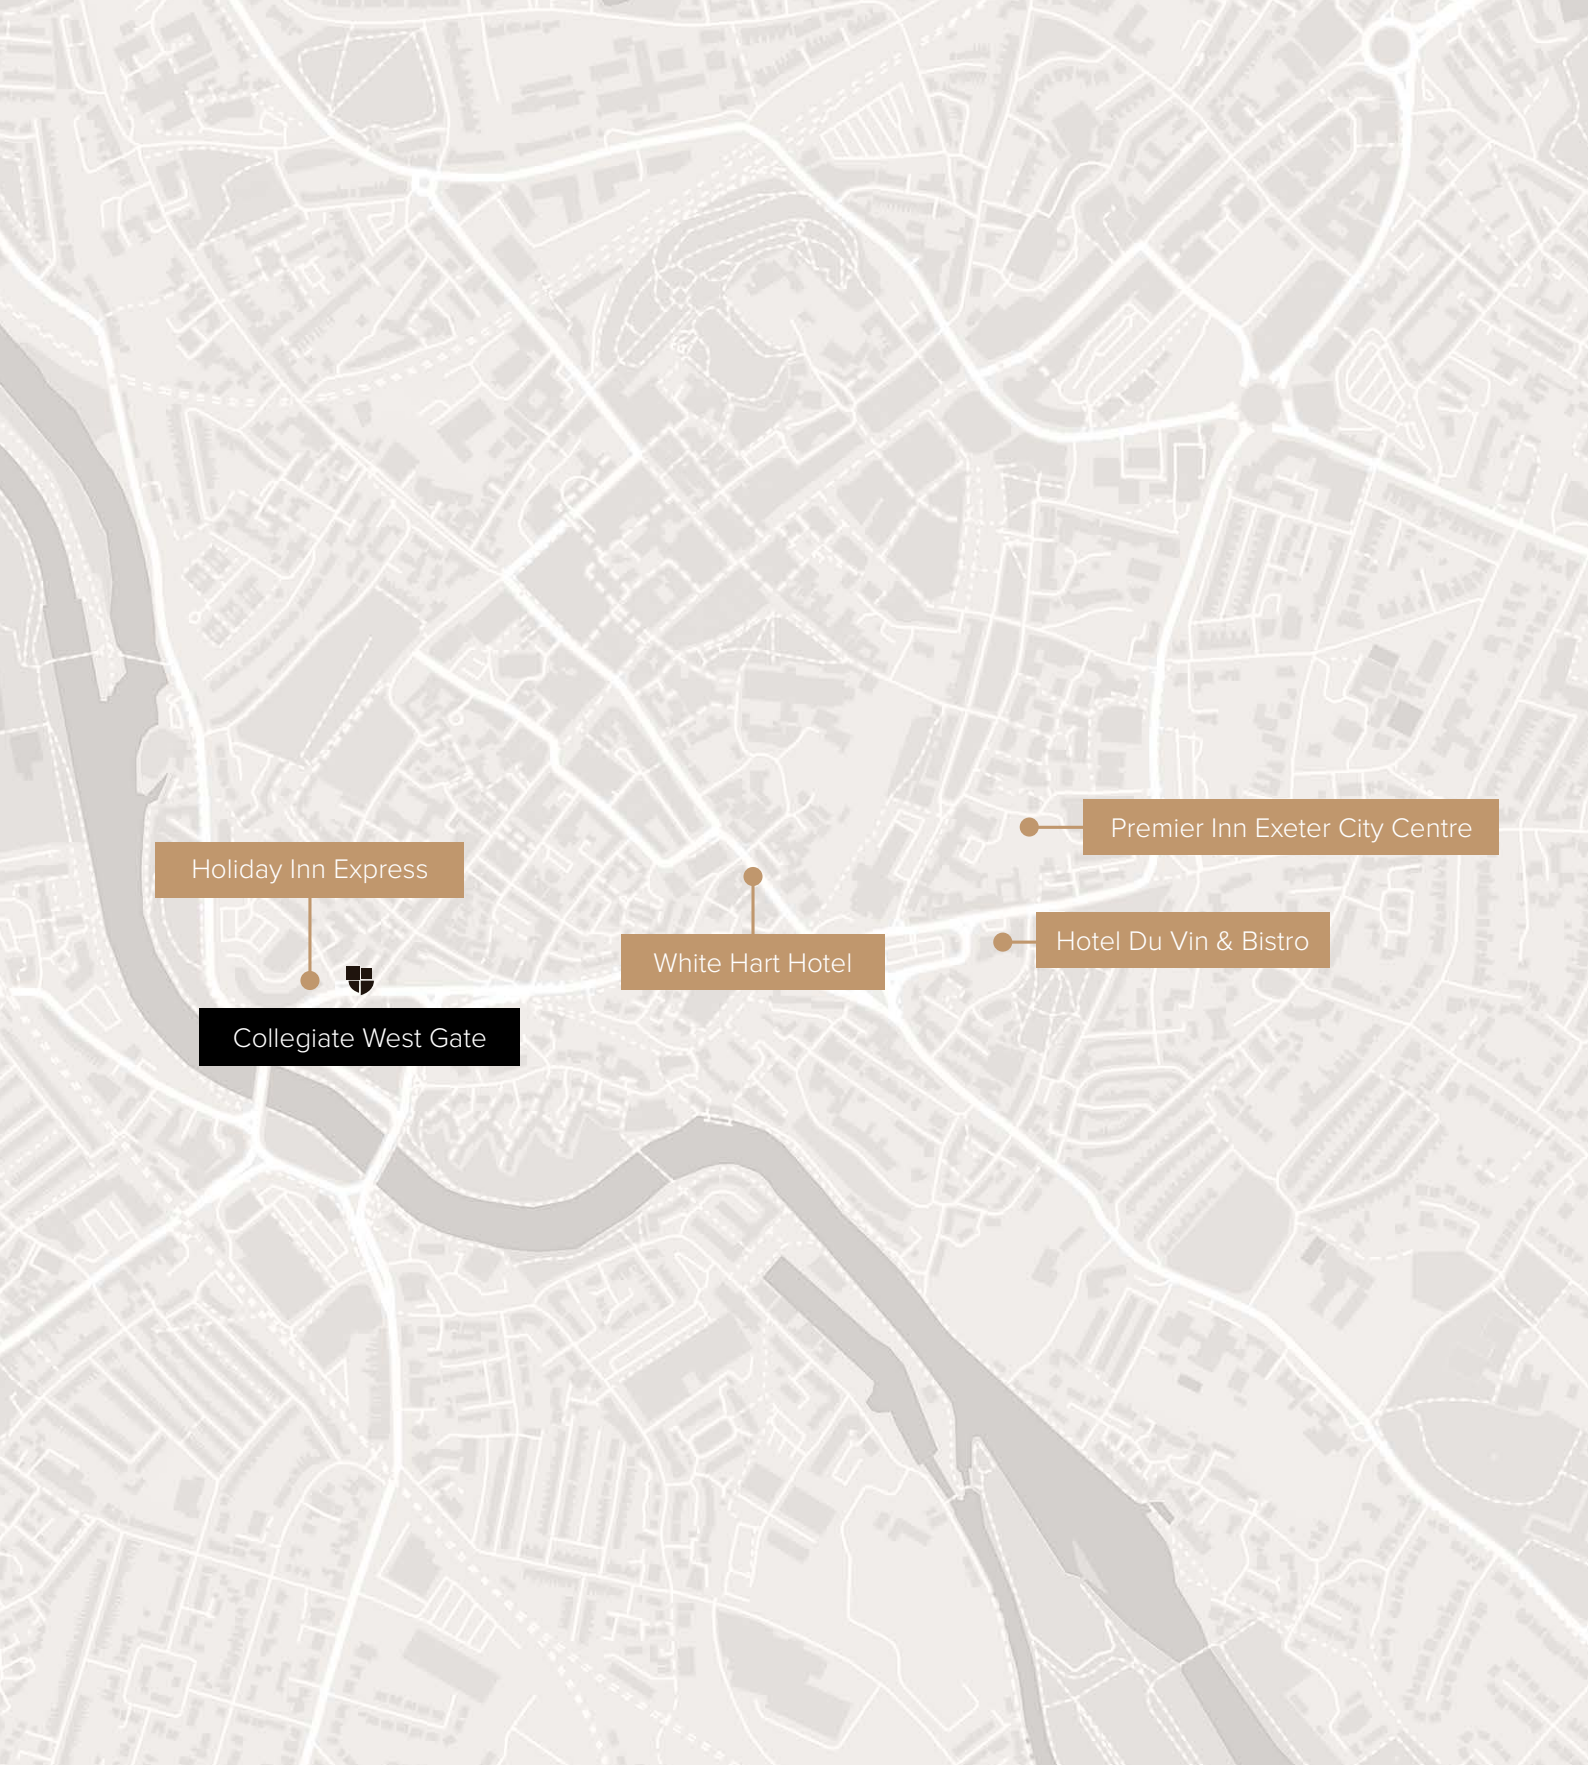 Premier Inn Exeter City Centre
Holiday Inn Express
Hotel Du Vin & Bistro
White Hart Hotel
Collegiate West Gate